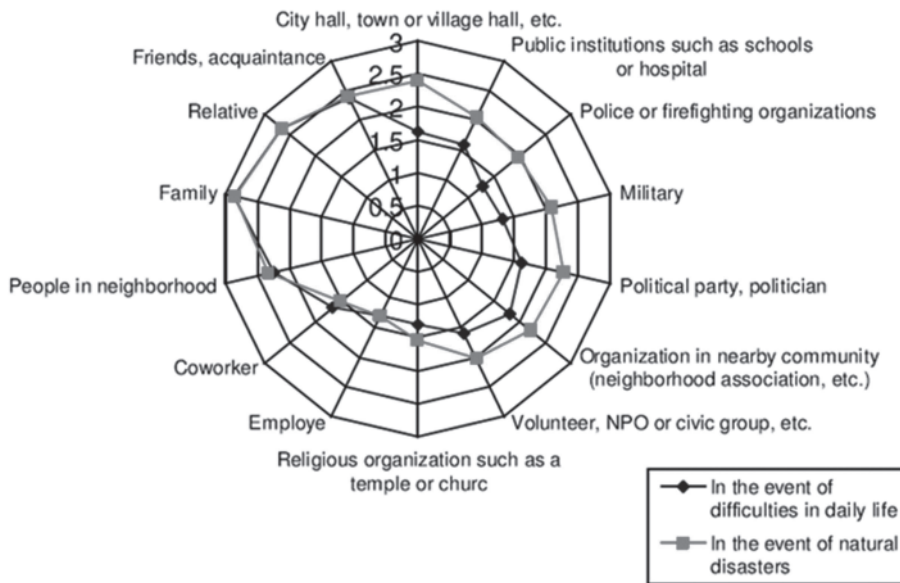 City hall, town or village hall, etc.
Public institutions such as schools
or hospital
Police or firefighting organizations
Military
Political party, politician
Organization in nearby community
(neighborhood association, etc.)
Volunteer, NPO or civic group, etc.
Religious organization such as a
temple or churc
Employe
Coworker
People in neighborhood
Family
Relative
Friends, acquaintance
3
2.5
2
1.5
1
0.5
0
In the event of
difficulties in daily life
In the event of natural
disasters